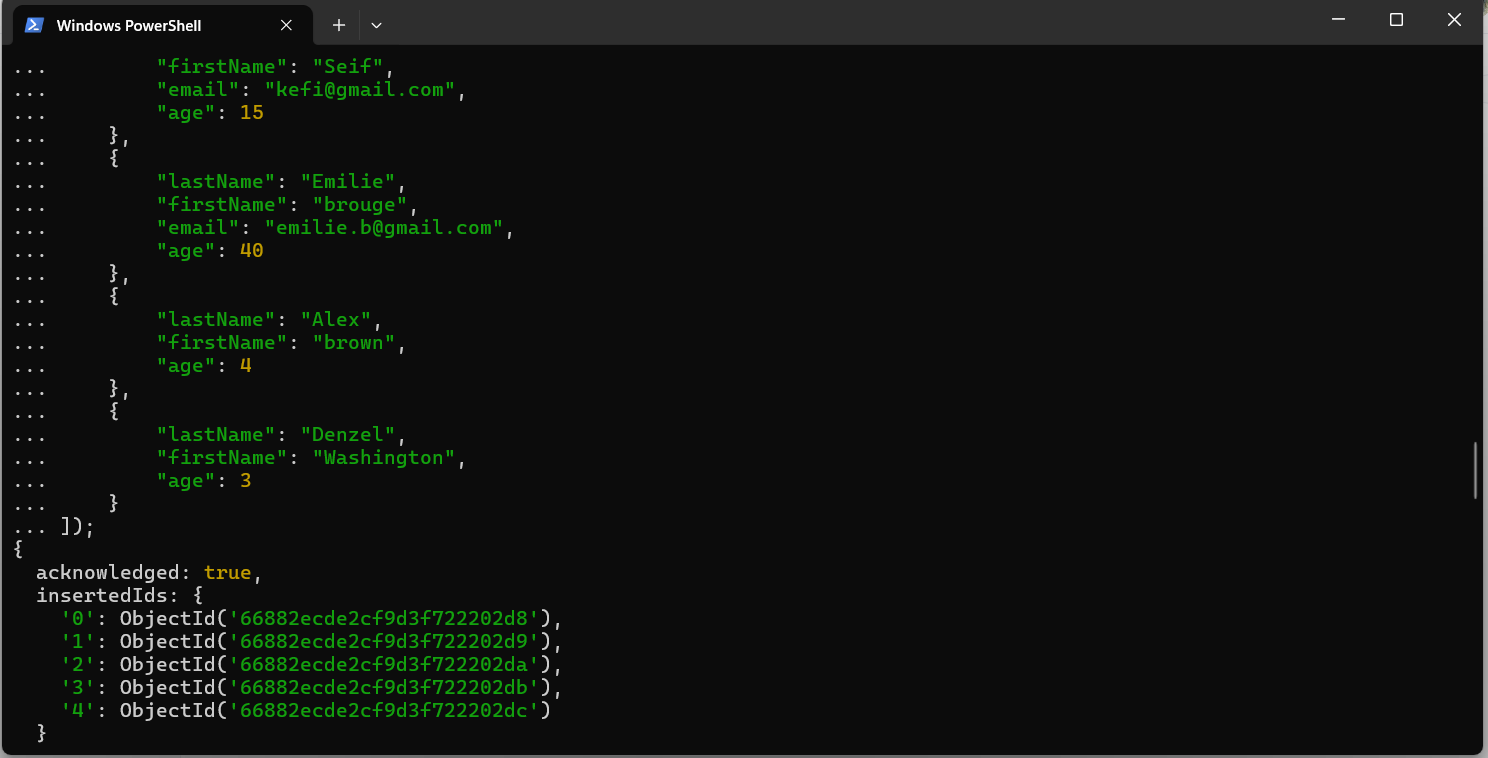 Windows PowerShell
...         "firstName": "Seif",
...         "email": "kefi@gmail.com",
...         "age": 15
...     },
...     {
...         "lastName": "Emilie",
...         "firstName": "brouge",
...         "email": "emilie.b@gmail.com",
...         "age": 40
...     },
...     {
...         "lastName": "Alex",
...         "firstName": "brown",
...         "age": 4
...     },
...     {
...         "lastName": "Denzel",
...         "firstName": "Washington",
...         "age": 3
...     }
... ]);
{
  acknowledged: true,
  insertedIds: {
    '0': ObjectId('66882ecde2cf9d3f722202d8'),
    '1': ObjectId('66882ecde2cf9d3f722202d9'),
    '2': ObjectId('66882ecde2cf9d3f722202da'),
    '3': ObjectId('66882ecde2cf9d3f722202db'),
    '4': ObjectId('66882ecde2cf9d3f722202dc')
  }